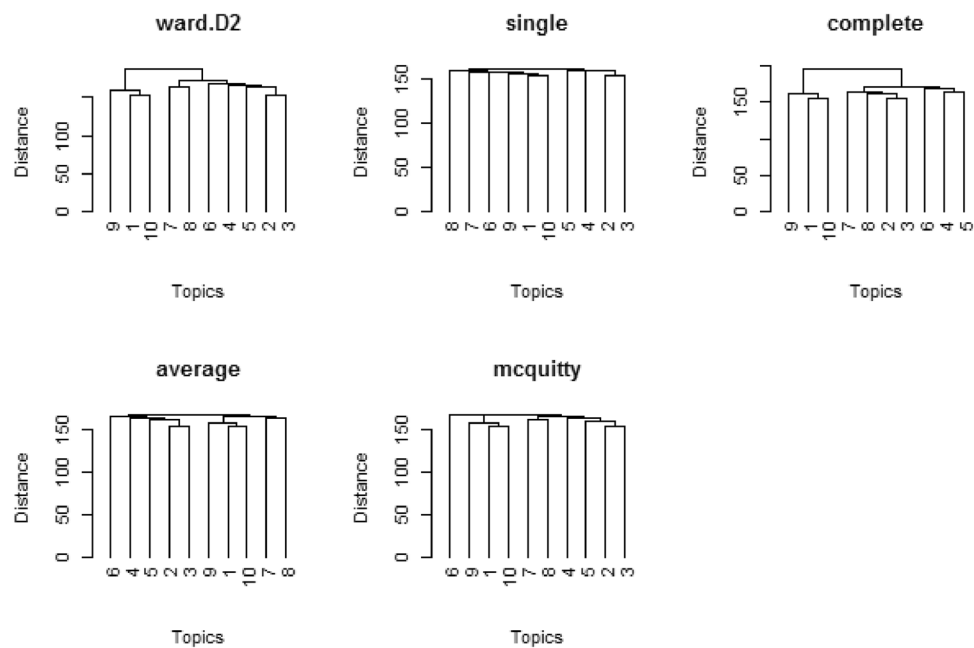 ward.D2
Distance
0 50 100
9 1 10 7 8 6 4 5 2 3
Topics
single
Distance
0 50 100 150
8 7 6 9 1 10 5 4 2 3
Topics
complete
Distance
0 50 150
9 1 10 7 8 2 3 6 4 5
Topics
average
Distance
0 50 100 150
6 4 5 2 3 9 1 10 7 8
Topics
mcquitty
Distance
0 50 100 150
6 9 1 10 7 8 4 5 2 3
Topics